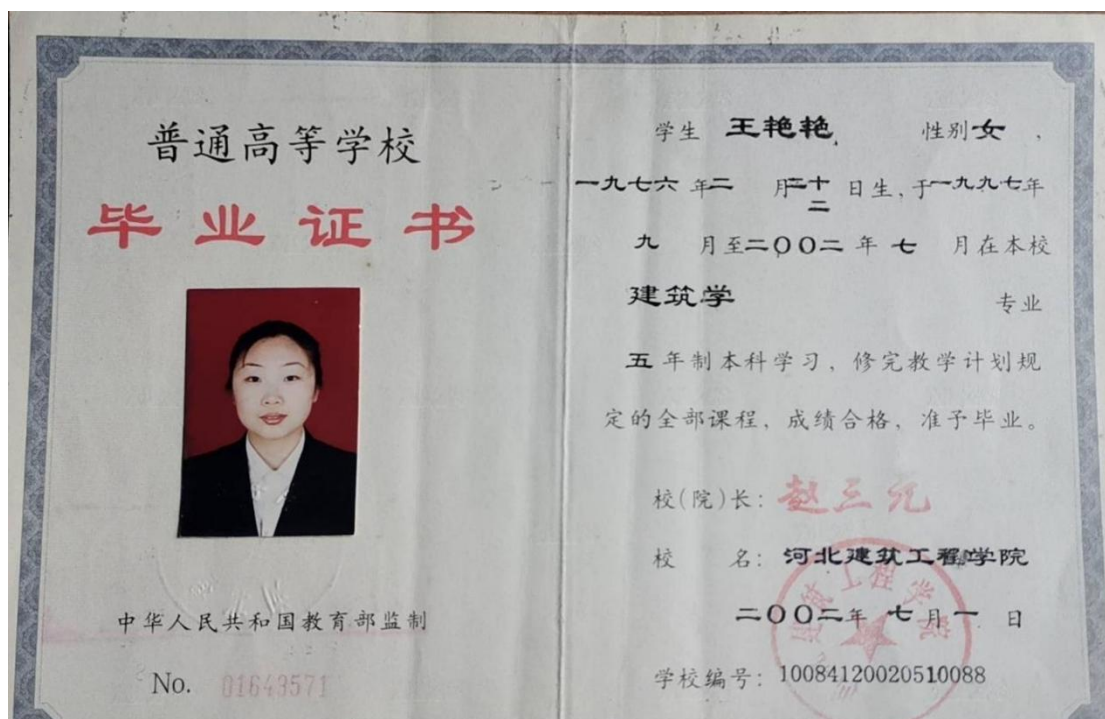 普通高等学校
毕业证书
中华人民共和国教育部监制
No. 01649571
学生 王艳艳 性别 女，
一九七六年二月二十二日生，于一九九七年
九月至二〇〇二年七月在本校
建筑学 专业
五年制本科学习，修完教学计划规
定的全部课程，成绩合格，准予毕业。
校(院)长：赵三元
校 名：河北建筑工程学院
二〇〇二年七月一日
学校编号：10084120020510088